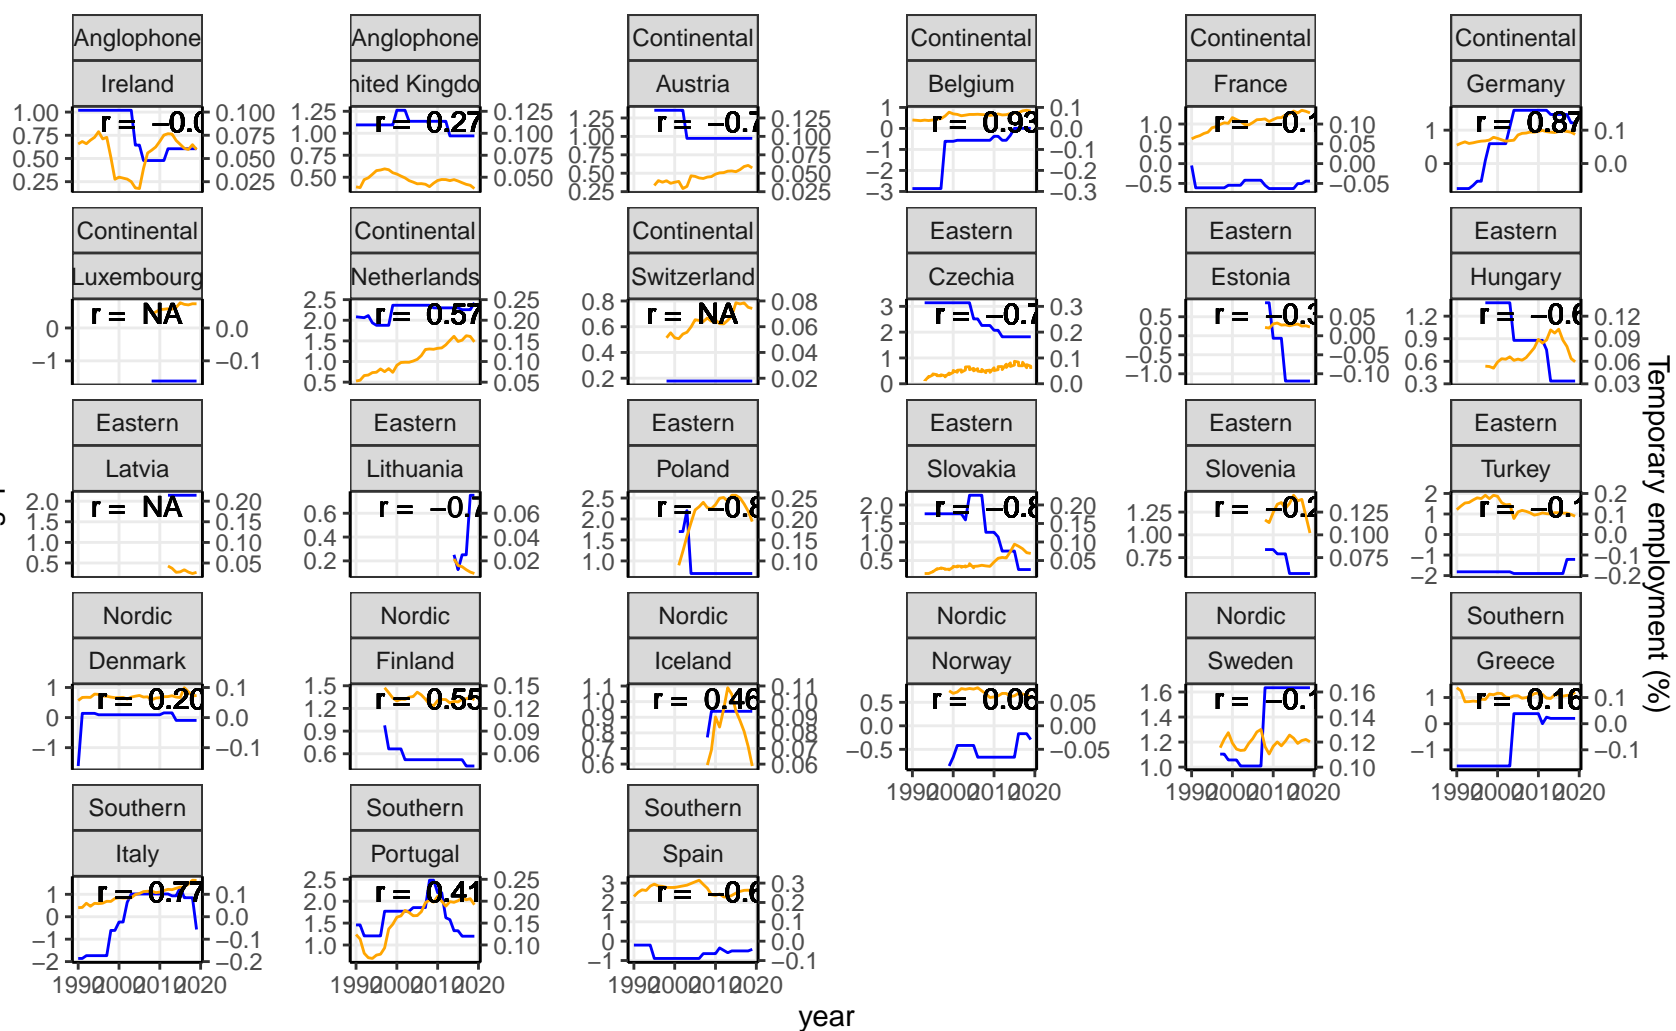 Anglophone Anglophone Continental Continental Continental Continental
Ireland nited Kingdo Austria Belgium France Germany
r = −0.0 r = 0.27 r = −0.7 r = 0.93 r = −0. r = 0.87
1.00 0.75 0.50 0.25 0.100 0.075 0.050 0.025
1.25 1.00 0.75 0.50 0.125 0.100 0.075 0.050
1.25 1.00 0.75 0.50 0.25 0.125 0.100 0.075 0.050 0.025
1 0 −1 −2 −3 0.1 0.0 −0.1 −0.2 −0.3
1.0 0.5 0.0 −0.5 0.10 0.05 0.00 −0.05
1 0 0.1 0.0
Continental Continental Continental Eastern Eastern Eastern
Luxembourg Netherlands Switzerland Czechia Estonia Hungary
r = NA r = 0.57 r = NA r = −0.7 r = −0.3 r = −0.6
0 −1 0.0 −0.1
2.5 2.0 1.5 1.0 0.5 0.25 0.20 0.15 0.10 0.05
0.8 0.6 0.4 0.2 0.08 0.06 0.04 0.02
3 2 1 0 0.3 0.2 0.1 0.0
0.5 0.0 −0.5 −1.0 0.05 0.00 −0.05 −0.10
1.2 0.9 0.6 0.3 0.12 0.09 0.06 0.03
Eastern Eastern Eastern Eastern Eastern Eastern
Latvia Lithuania Poland Slovakia Slovenia Turkey
r = NA r = −0.7 r = −0.8 r = −0.8 r = −0.2 r = −0.1
2.0 1.5 1.0 0.5 0.20 0.15 0.10 0.05
0.6 0.4 0.2 0.06 0.04 0.02
2.5 2.0 1.5 1.0 0.25 0.20 0.15 0.10
2.0 1.5 1.0 0.5 0.20 0.15 0.10 0.05
1.25 1.00 0.75 0.125 0.100 0.075
2 1 0 −1 −2 0.2 0.1 0.0 −0.1 −0.2
Nordic Nordic Nordic Nordic Nordic Southern
Denmark Finland Iceland Norway Sweden Greece
r = 0.20 r = 0.55 r = 0.46 r = 0.06 r = −0. r = 0.16
1 0 −1 0.1 0.0 −0.1
1.5 1.2 0.9 0.6 0.15 0.12 0.09 0.06
1.1 1.0 0.9 0.8 0.7 0.6 0.11 0.10 0.09 0.08 0.07 0.06
0.5 0.0 −0.5 0.05 0.00 −0.05
1.6 1.4 1.2 1.0 0.16 0.14 0.12 0.10
1 0 −1 0.1 0.0 −0.1
1990 2000 2010 2020 1990 2000 2010 2020 1990 2000 2010 2020
Southern Southern Southern
Italy Portugal Spain
r = 0.77 r = 0.41 r = −0.6
1 0 −1 −2 0.1 0.0 −0.1 −0.2
2.5 2.0 1.5 1.0 0.25 0.20 0.15 0.10
3 2 1 0 −1 0.3 0.2 0.1 0.0 −0.1
1990 2000 2010 2020 1990 2000 2010 2020 1990 2000 2010 2020
year
Temporary employment (%)